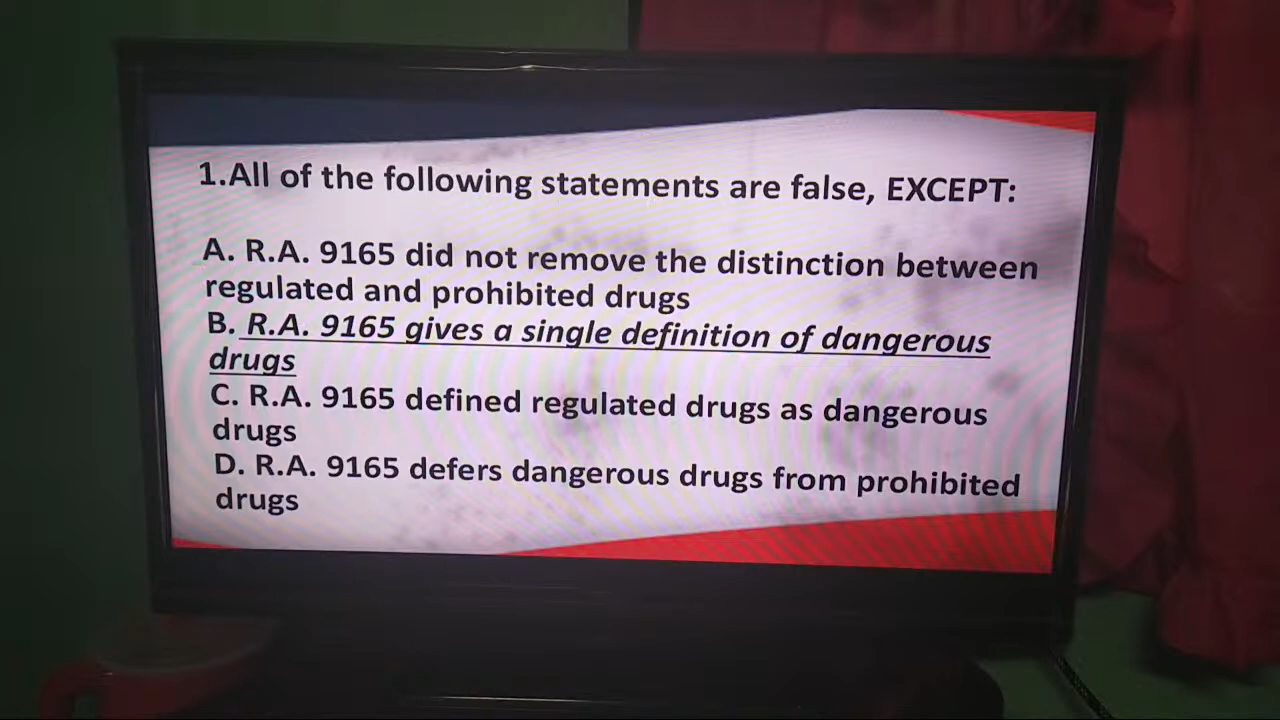 1.All of the following statements are false, EXCEPT:
A. R.A. 9165 did not remove the distinction between
regulated and prohibited drugs
B. R.A. 9165 gives a single definition of dangerous
drugs
C. R.A. 9165 defined regulated drugs as dangerous
drugs
D. R.A. 9165 defers dangerous drugs from prohibited
drugs